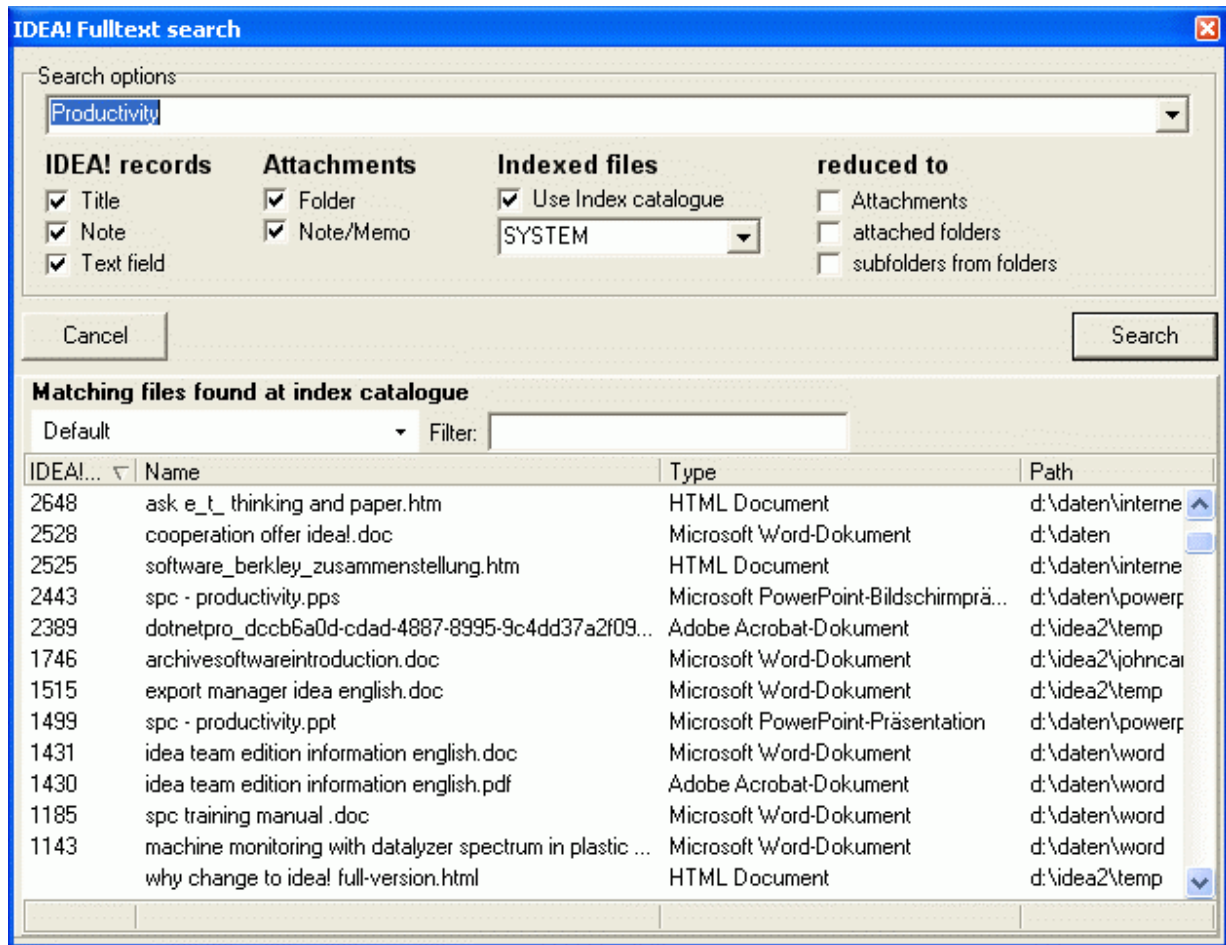 IDEA! Fulltext search
Search options
Productivity
IDEA! records Attachments Indexed files reduced to
Title Folder Use Index catalogue Attachments
Note Note/Memo SYSTEM attached folders
Text field subfolders from folders
Cancel Search
Matching files found at index catalogue
Default Filter:
IDEA!... Name Type Path
2648 ask e_t_ thinking and paper.htm HTML Document d:\daten\interne
2528 cooperation offer idea!.doc Microsoft Word-Dokument d:\daten
2525 software_berkley_zusammenstellung.htm HTML Document d:\daten\interne
2443 spc - productivity.pps Microsoft PowerPoint-Bildschirmprä... d:\daten\powerp
2389 dotnetpro_dccb6a0d-cdad-4887-8995-9c4dd37a2f09... Adobe Acrobat-Dokument d:\idea2\temp
1746 archivesoftwareintroduction.doc Microsoft Word-Dokument d:\idea2\johncar
1515 export manager idea english.doc Microsoft Word-Dokument d:\idea2\temp
1499 spc - productivity.ppt Microsoft PowerPoint-Präsentation d:\daten\powerp
1431 idea team edition information english.doc Microsoft Word-Dokument d:\daten\word
1430 idea team edition information english.pdf Adobe Acrobat-Dokument d:\daten\word
1185 spc training manual .doc Microsoft Word-Dokument d:\daten\word
1143 machine monitoring with datalyzer spectrum in plastic ... Microsoft Word-Dokument d:\daten\word
why change to idea! full-version.html HTML Document d:\idea2\temp